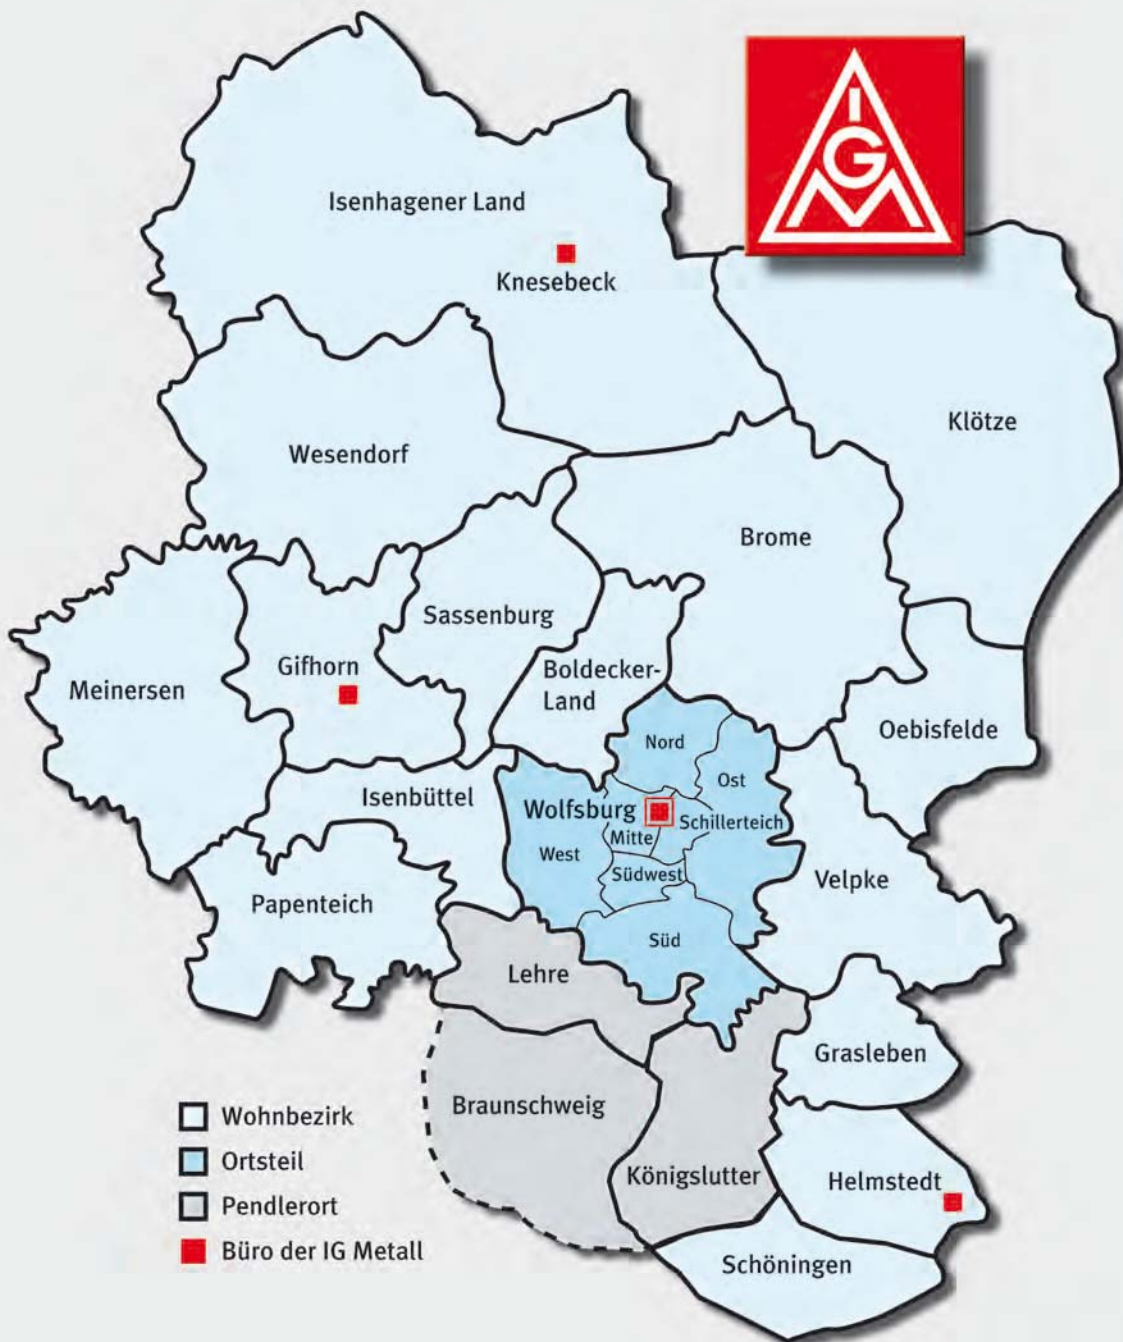 IGM
Isenhagener Land
Knesebeck
Klötze
Wesendorf
Brome
Sassenburg
Gifhorn
Boldecker-
Land
Meinersen
Oebisfelde
Nord
Ost
Isenbüttel
Wolfsburg
Schillerteich
Mitte
West
Südwest
Velpke
Papenteich
Süd
Lehre
Grasleben
Braunschweig
Königslutter
Helmstedt
Schöningen
Wohnbezirk
Ortsteil
Pendlerort
Büro der IG Metall